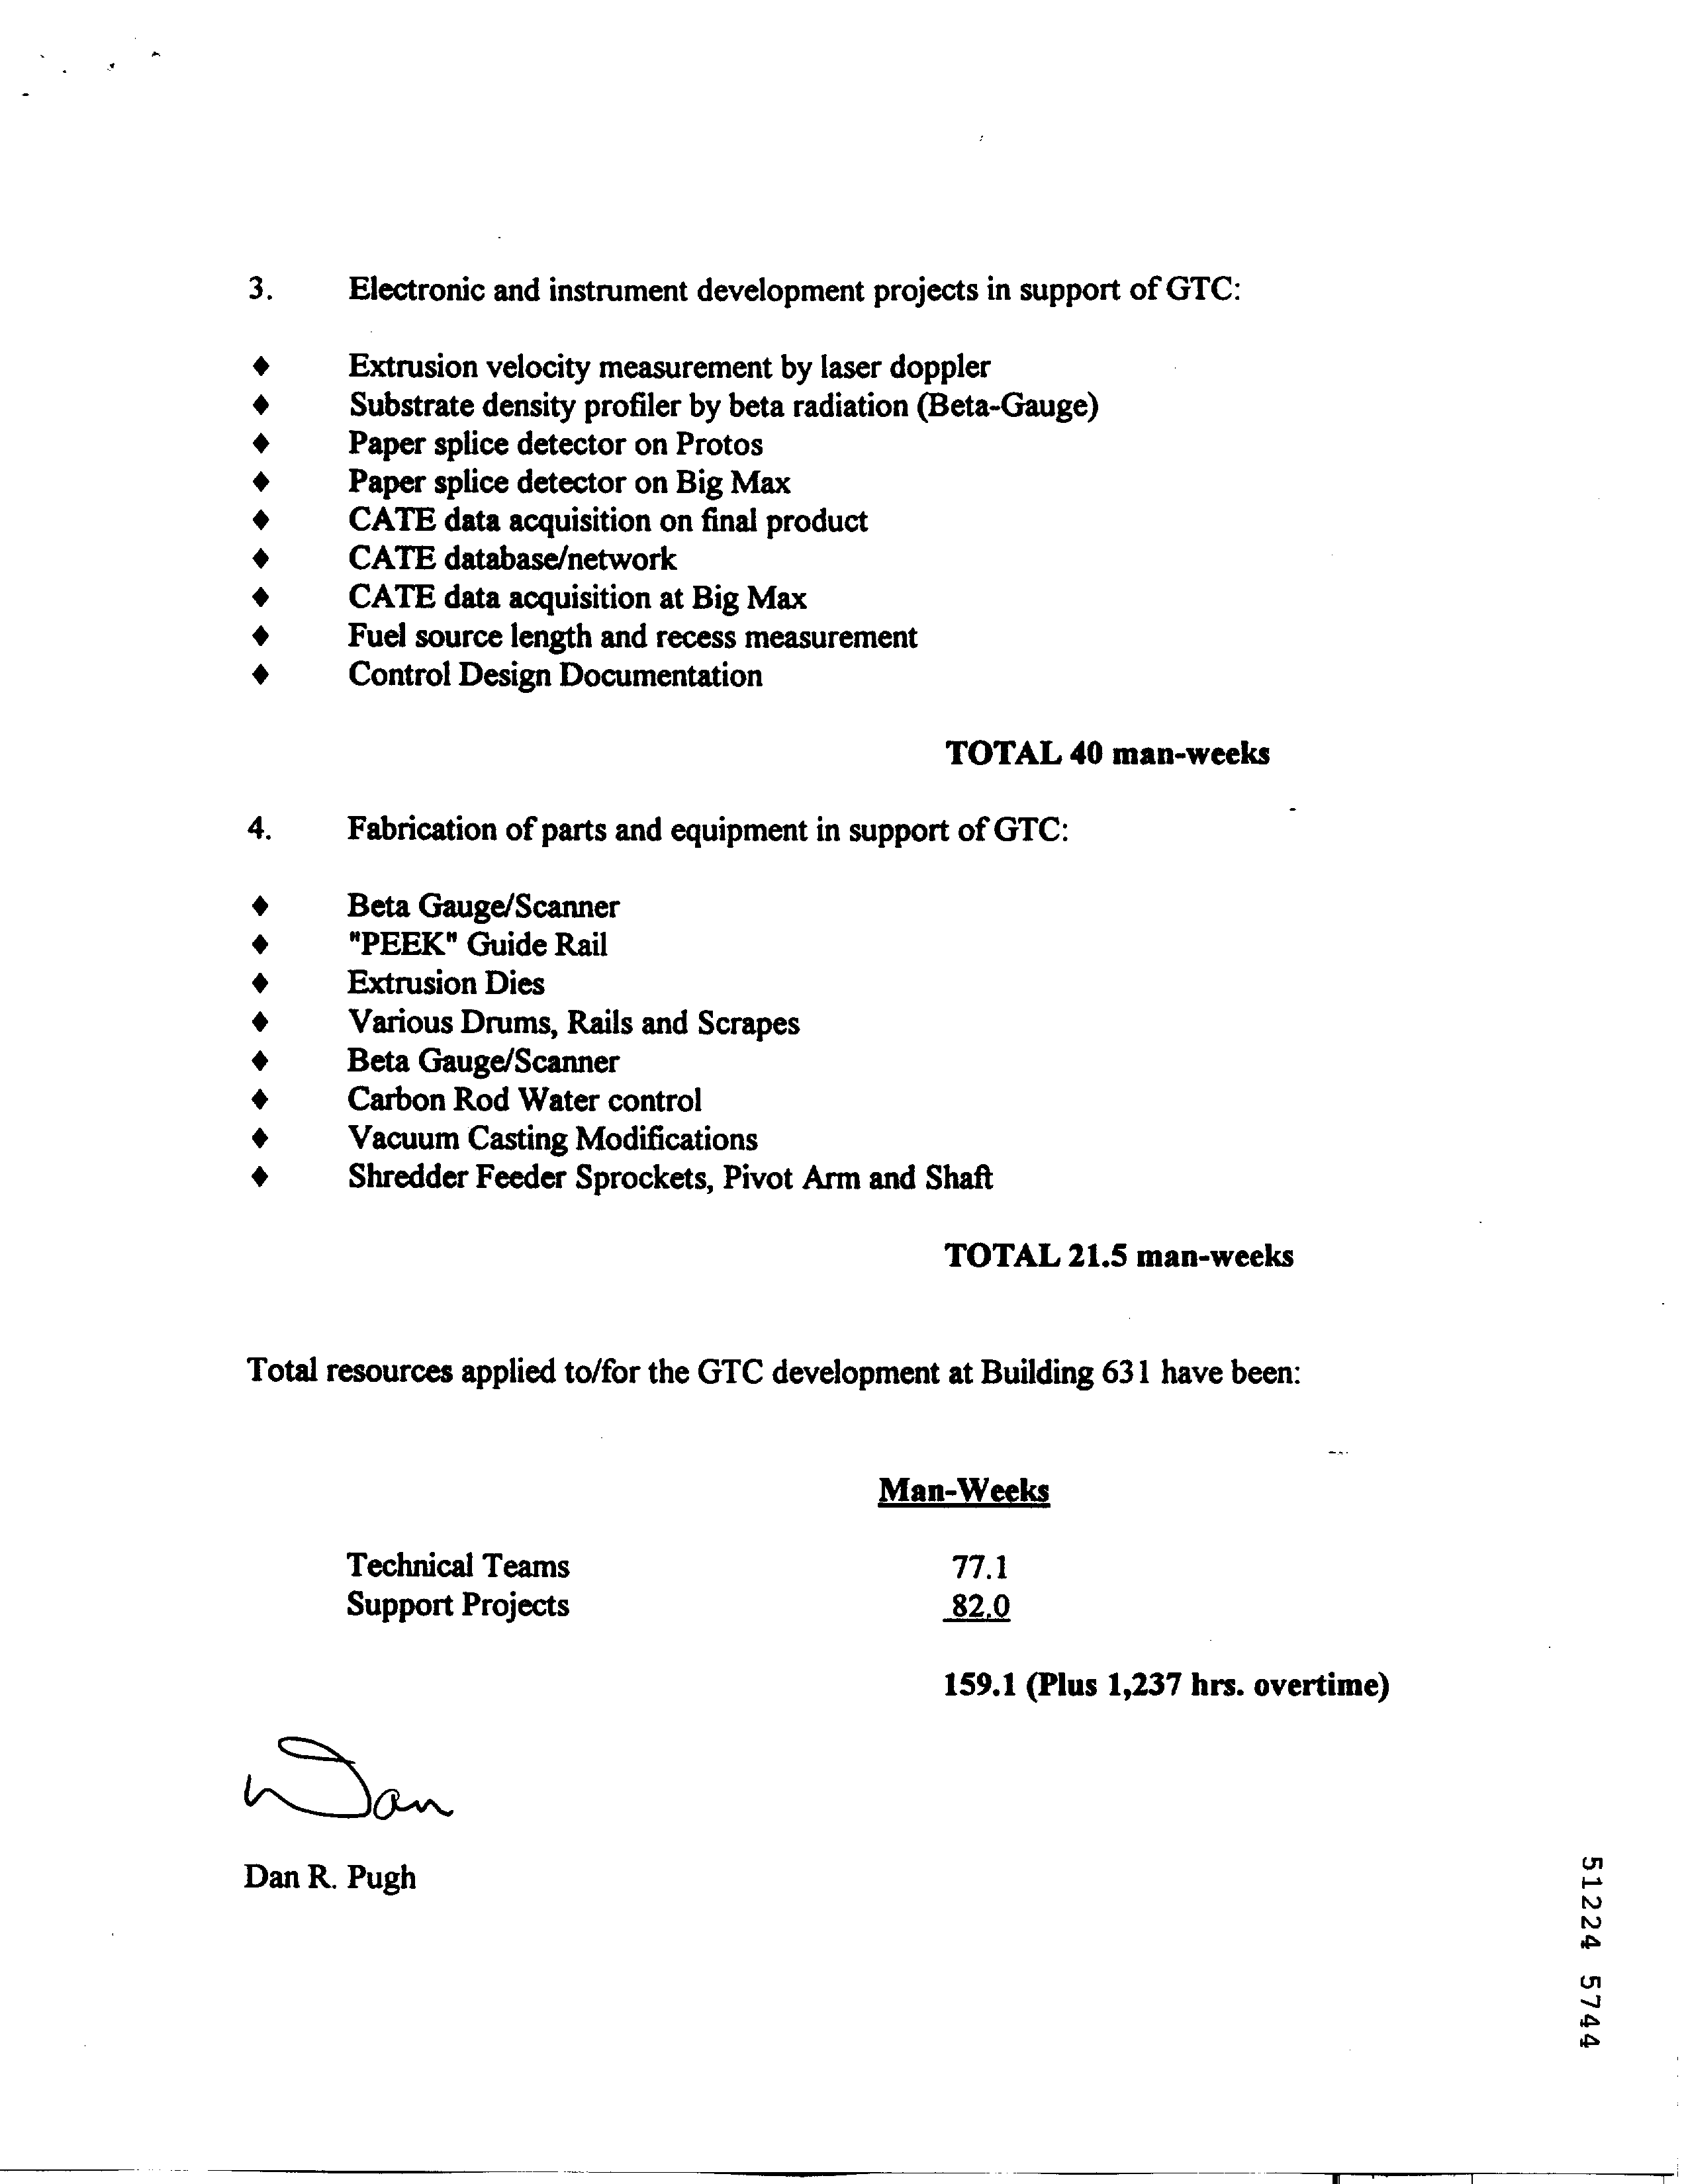 3. Electronic and instrument development projects in support of GTC:
♦ Extrusion velocity measurement by laser doppler
♦ Substrate density profiler by beta radiation (Beta-Gauge)
♦ Paper splice detector on Protos
♦ Paper splice detector on Big Max
♦ CATE data acquisition on final product
♦ CATE database/network
♦ CATE data acquisition at Big Max
♦ Fuel source length and recess measurement
♦ Control Design Documentation
TOTAL 40 man-weeks
4. Fabrication of parts and equipment in support of GTC:
♦ Beta Gauge/Scanner
♦ "PEEK" Guide Rail
♦ Extrusion Dies
♦ Various Drums, Rails and Scrapes
♦ Beta Gauge/Scanner
♦ Carbon Rod Water control
♦ Vacuum Casting Modifications
♦ Shredder Feeder Sprockets, Pivot Arm and Shaft
TOTAL 21.5 man-weeks
Total resources applied to/for the GTC development at Building 631 have been:
Man-Weeks
Technical Teams 77.1
Support Projects 82.0
159.1 (Plus 1,237 hrs. overtime)
Dan
Dan R. Pugh
51224 5744